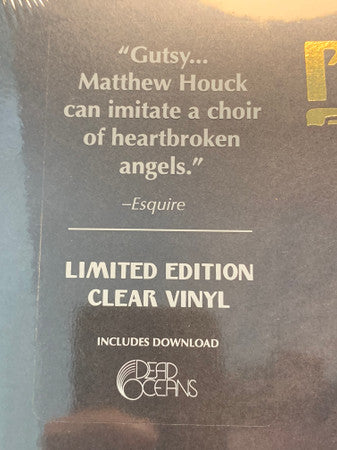 “Gutsy...
Matthew Houck
can imitate a choir
of heartbroken
angels.”
–Esquire
LIMITED EDITION
CLEAR VINYL
INCLUDES DOWNLOAD
DEAD
OCEANS